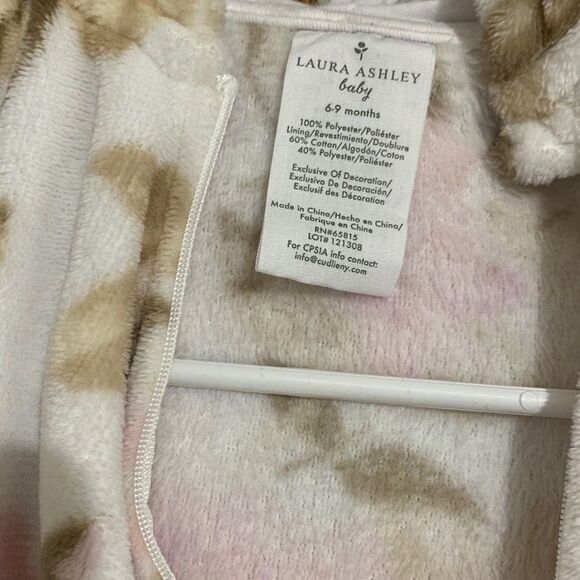 LAURA ASHLEY
baby
6-9 months
100% Polyester/Poliéster
Lining/Revestimiento/Doublure
60% Cotton/Algodón/Coton
40% Polyester/Poliéster
Exclusive Of Decoration/
Exclusivo De Decoración/
Exclusif des Décoration
Made in China/Hecho en China/
Fabrique en China
RN#65815
LOT# 121308
For CPSIA info contact:
info@cudlieny.com